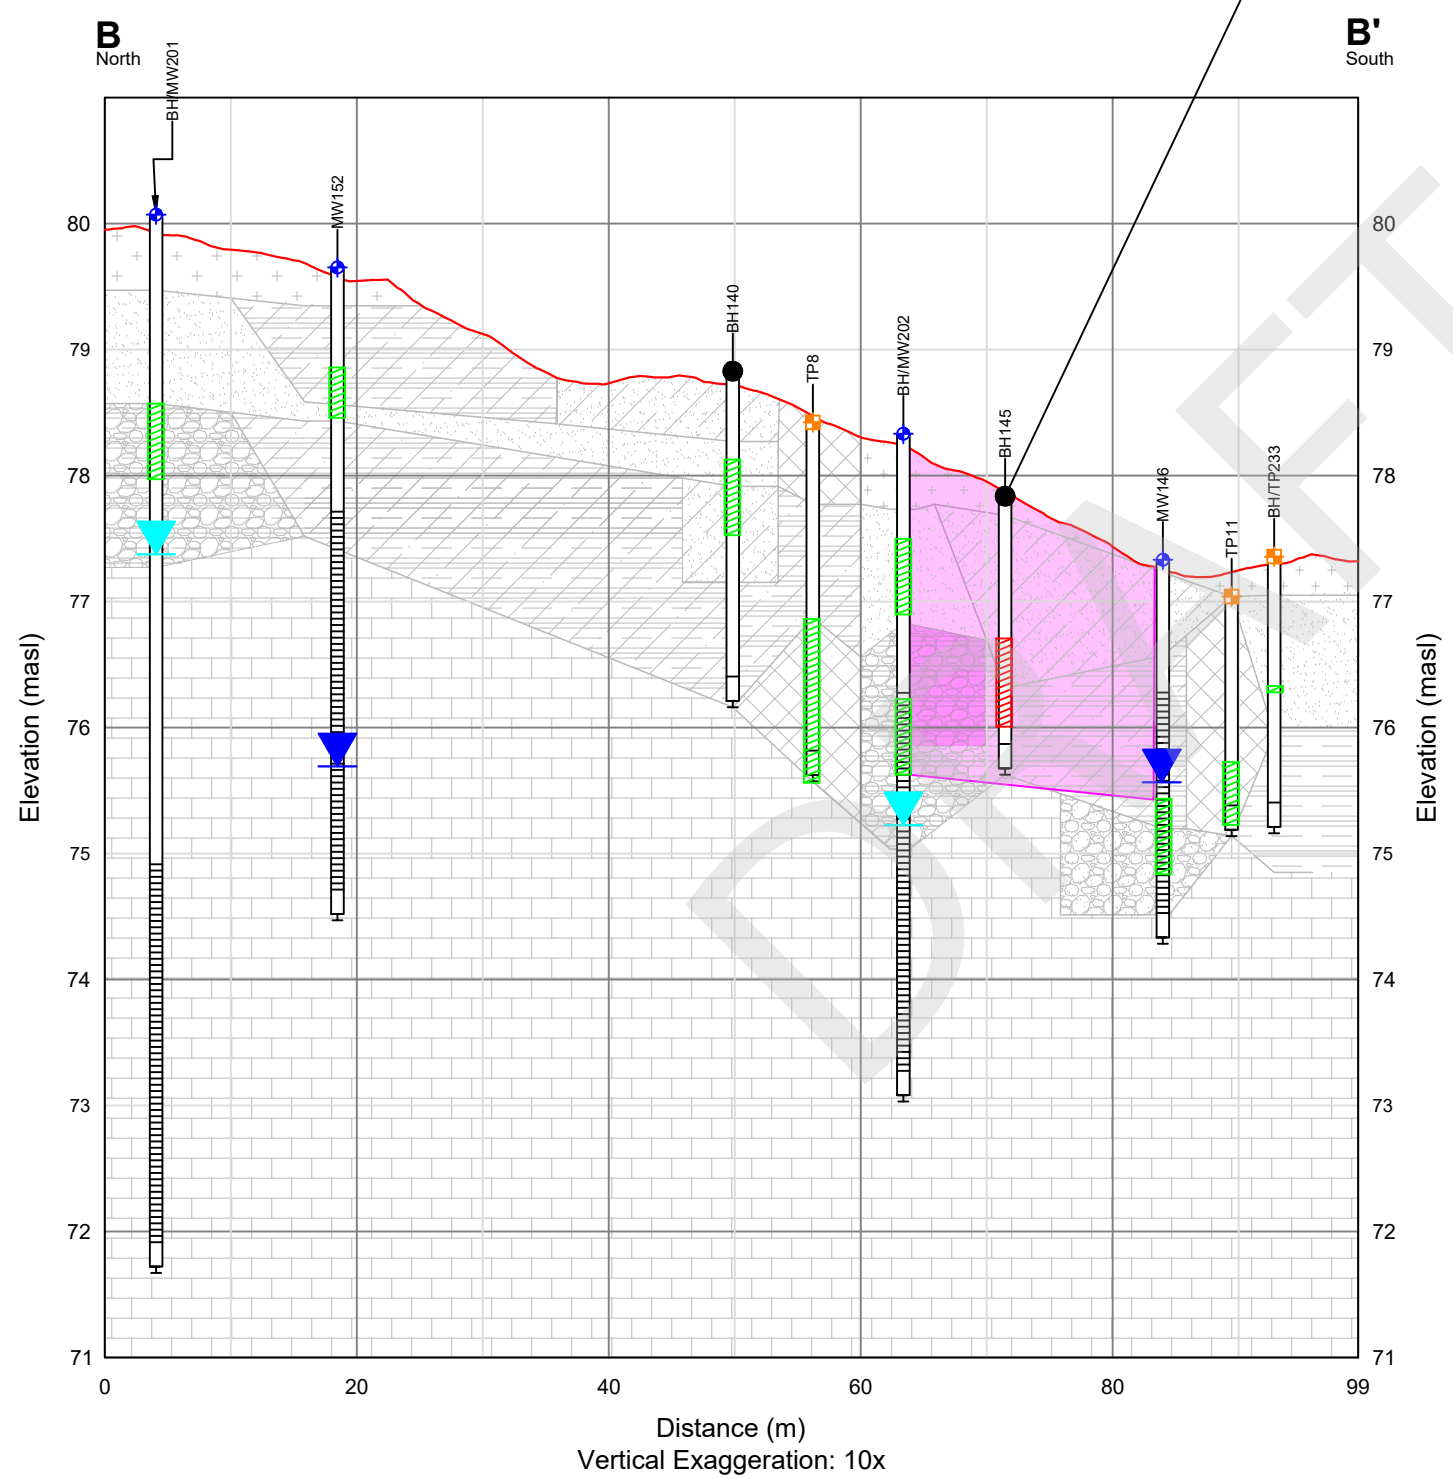 B
North
B'
South
BH/MW201
MW152
BH140
TP8
BH/MW202
BH145
MW146
TP11
BH/TP233
80
79
78
77
76
75
74
73
72
71
80
79
78
77
76
75
74
73
72
71
Elevation (masl)
Elevation (masl)
0
20
40
60
80
99
Distance (m)
Vertical Exaggeration: 10x
DRAFT